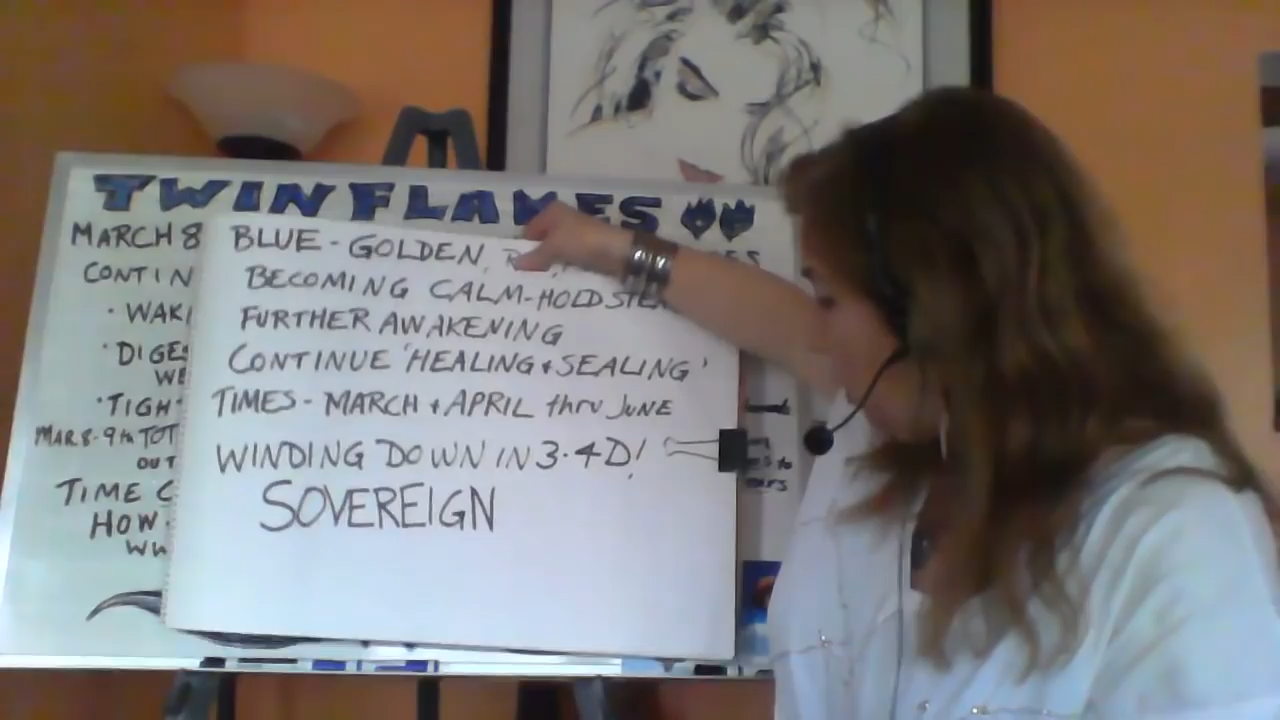 TWIN FLAMES
MARCH 8
CONTIN
· WAKI
· DIGES
WE
· TIGH
MAR 8-9th TOT
OUT
TIME C
HOW
WH
BLUE - GOLDEN,
BECOMING CALM-HOLD STE
FURTHER AWAKENING
CONTINUE 'HEALING + SEALING'
TIMES - MARCH + APRIL thru JUNE
WINDING DOWN IN 3-4D!
SOVEREIGN